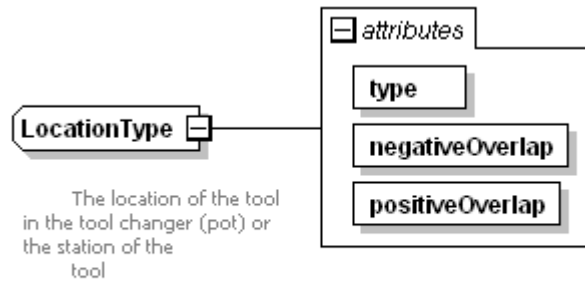 attributes
type
LocationType
negativeOverlap
positiveOverlap
The location of the tool
in the tool changer (pot) or
the station of the
tool